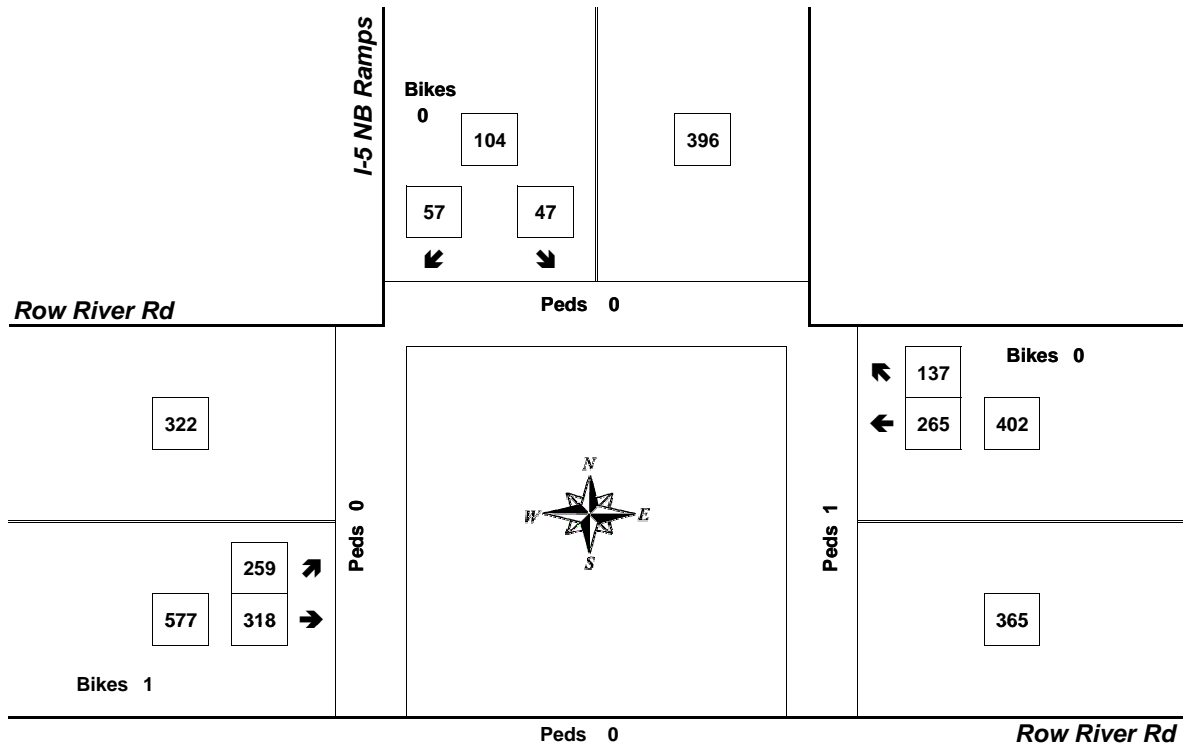 I-5 NB Ramps
Bikes
0
104
396
57
47
Peds 0
Row River Rd
Bikes 0
137
322
265
402
N
W
E
S
Peds 0
Peds 1
259
577
318
365
Bikes 1
Peds 0
Row River Rd